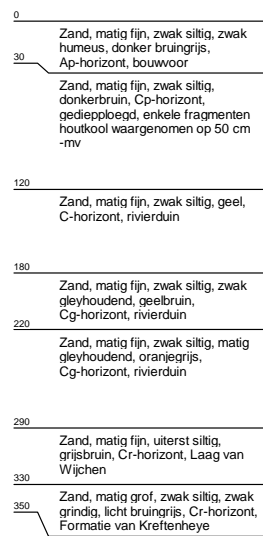 0
Zand, matig fijn, zwak siltig, zwak
humeus, donker bruingrijs,
Ap-horizont, bouwvoor
30
Zand, matig fijn, zwak siltig,
donkerbruin, Cp-horizont,
gediepploegd, enkele fragmenten
houtkool waargenomen op 50 cm
-mv
120
Zand, matig fijn, zwak siltig, geel,
C-horizont, rivierduin
180
Zand, matig fijn, zwak siltig, zwak
gleyhoudend, geelbruin,
Cg-horizont, rivierduin
220
Zand, matig fijn, zwak siltig, matig
gleyhoudend, oranjegrijs,
Cg-horizont, rivierduin
290
Zand, matig fijn, uiterst siltig,
grijsbruin, Cr-horizont, Laag van
Wijchen
330
Zand, matig grof, zwak siltig, zwak
grindig, licht bruingrijs, Cr-horizont,
Formatie van Kreftenheye
350